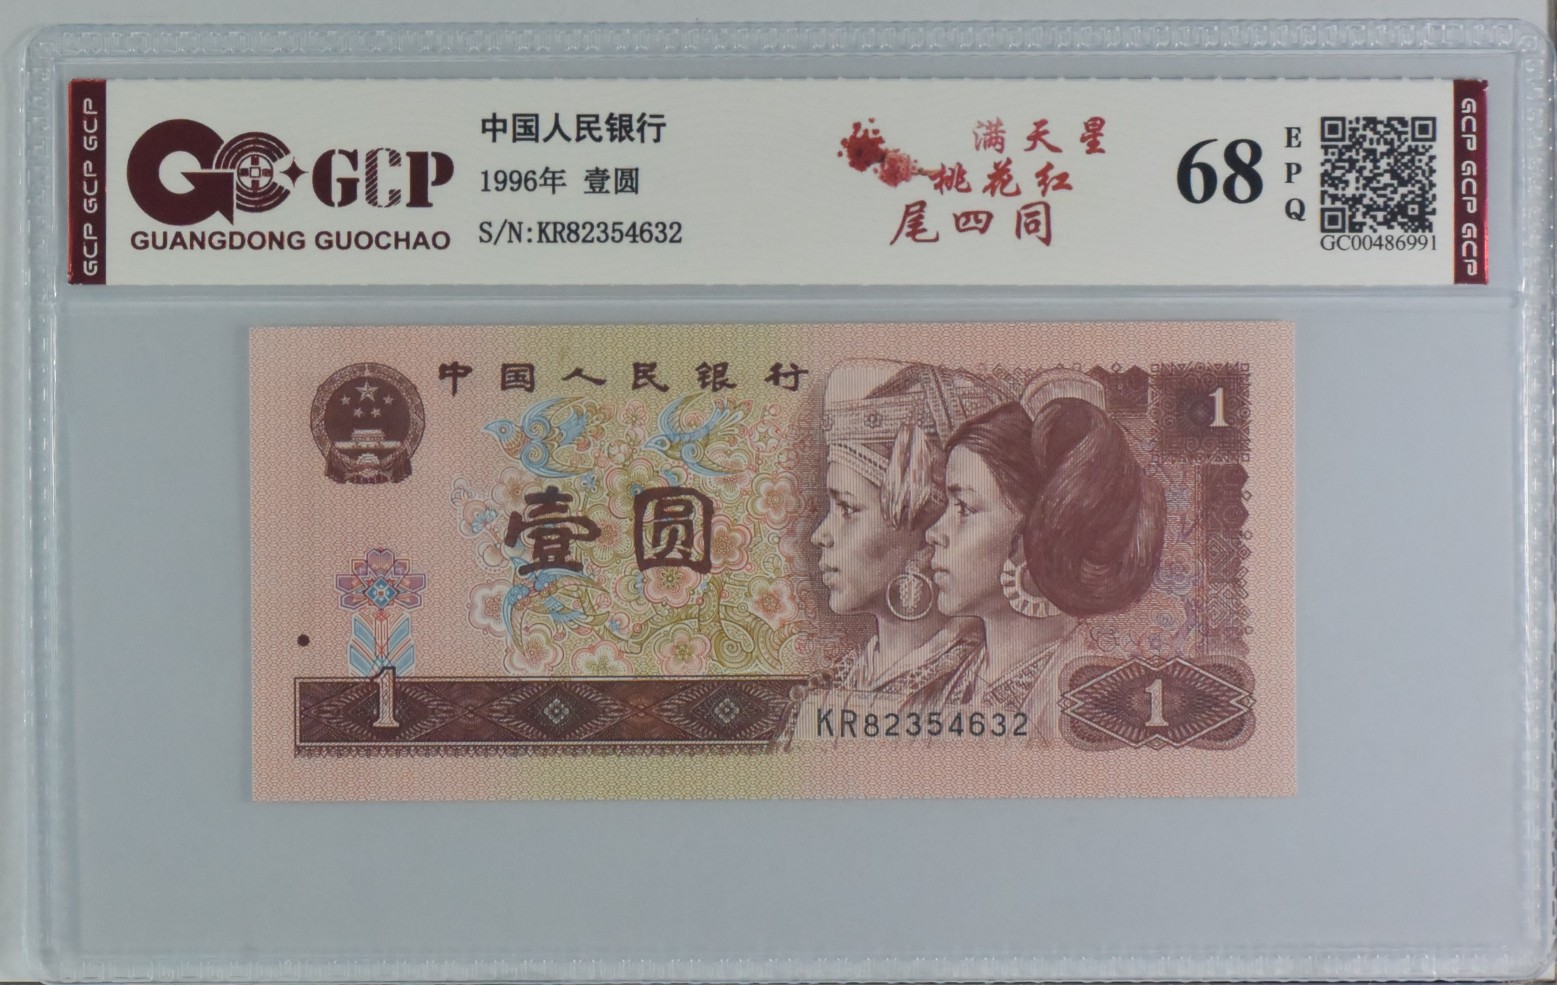 GCP GCP GCP
GCP
GUANGDONG GUOCHAO
中国人民银行
1996年 壹圆
S/N:KR82354632
满天星
桃花红
尾四同
68
EPQ
GC00486991
GCP GCP GCP
中国人民银行
1
壹圆
1
KR82354632
1